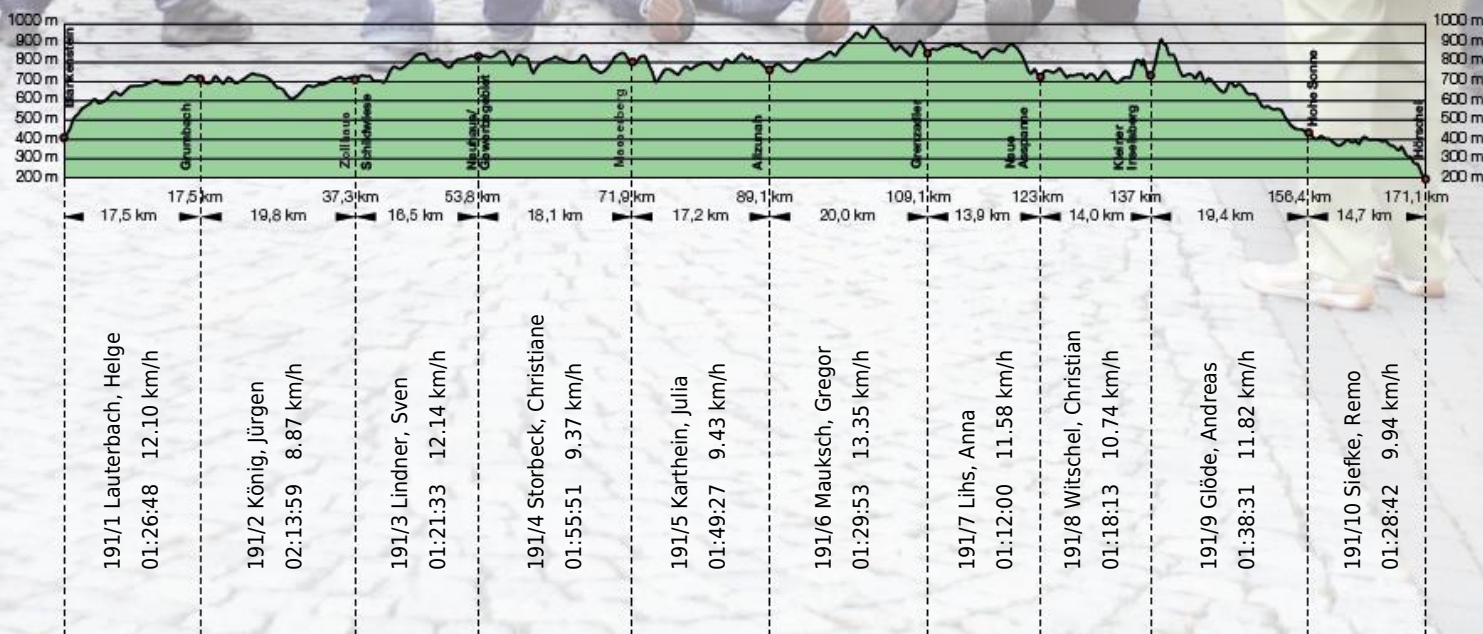 1000 m
900 m
800 m
700 m
600 m
500 m
400 m
300 m
200 m
1000 m
900 m
800 m
700 m
600 m
500 m
400 m
300 m
200 m
Blankenstein
Grumbach
Zollhaus
Schildwiese
Neuhaus/
Masserberg
Allzunah
Grenzadler
Neue
Ausspanne
Kleiner
Inselsberg
Hohe Sonne
Hörschel
17,5 km
37,3 km
53,8 km
71,9 km
89,1 km
109,1 km
123 km
137 km
156,4 km
171,1 km
17,5 km
19,8 km
16,5 km
18,1 km
17,2 km
20,0 km
13,9 km
14,0 km
19,4 km
14,7 km
191/1 Lauterbach, Helge
01:26:48 12.10 km/h
191/2 König, Jürgen
02:13:59 8.87 km/h
191/3 Lindner, Sven
01:21:33 12.14 km/h
191/4 Storbeck, Christiane
01:55:51 9.37 km/h
191/5 Karthein, Julia
01:49:27 9.43 km/h
191/6 Mauksch, Gregor
01:29:53 13.35 km/h
191/7 Lihs, Anna
01:12:00 11.58 km/h
191/8 Witschel, Christian
01:18:13 10.74 km/h
191/9 Glöde, Andreas
01:38:31 11.82 km/h
191/10 Siefke, Remo
01:28:42 9.94 km/h